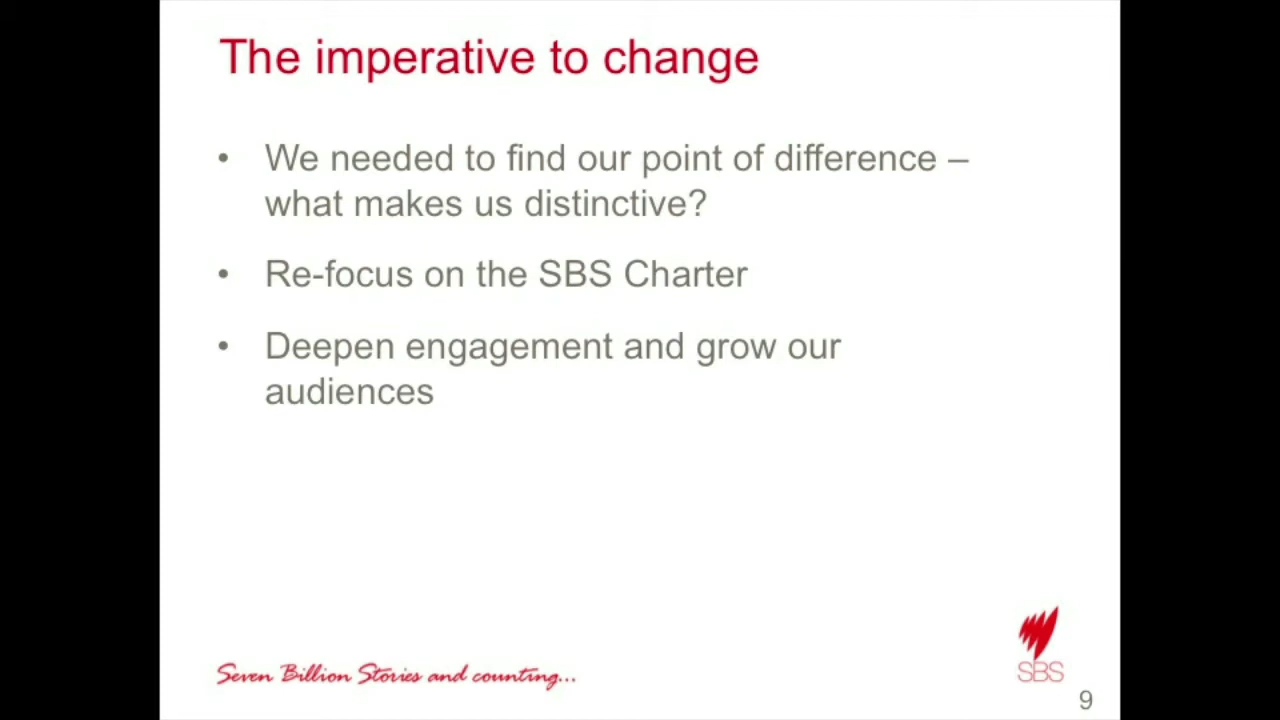 The imperative to change
• We needed to find our point of difference –
what makes us distinctive?
• Re-focus on the SBS Charter
• Deepen engagement and grow our
audiences
Seven Billion Stories and counting...
SBS
9